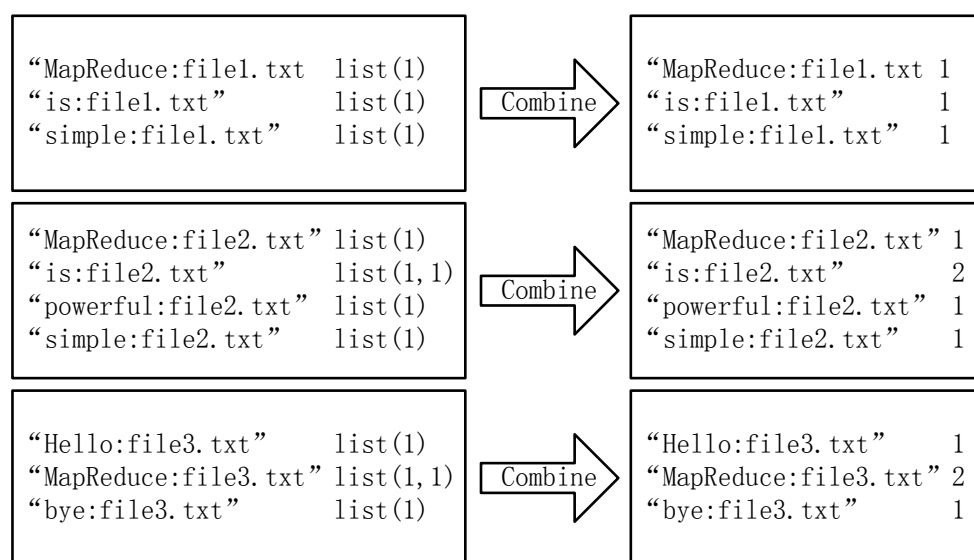 “MapReduce:file1.txt list(1)
“is:file1.txt” list(1)
“simple:file1.txt” list(1)
Combine
“MapReduce:file1.txt 1
“is:file1.txt” 1
“simple:file1.txt” 1
“MapReduce:file2.txt” list(1)
“is:file2.txt” list(1,1)
“powerful:file2.txt” list(1)
“simple:file2.txt” list(1)
Combine
“MapReduce:file2.txt” 1
“is:file2.txt” 2
“powerful:file2.txt” 1
“simple:file2.txt” 1
“Hello:file3.txt” list(1)
“MapReduce:file3.txt” list(1,1)
“bye:file3.txt” list(1)
Combine
“Hello:file3.txt” 1
“MapReduce:file3.txt” 2
“bye:file3.txt” 1